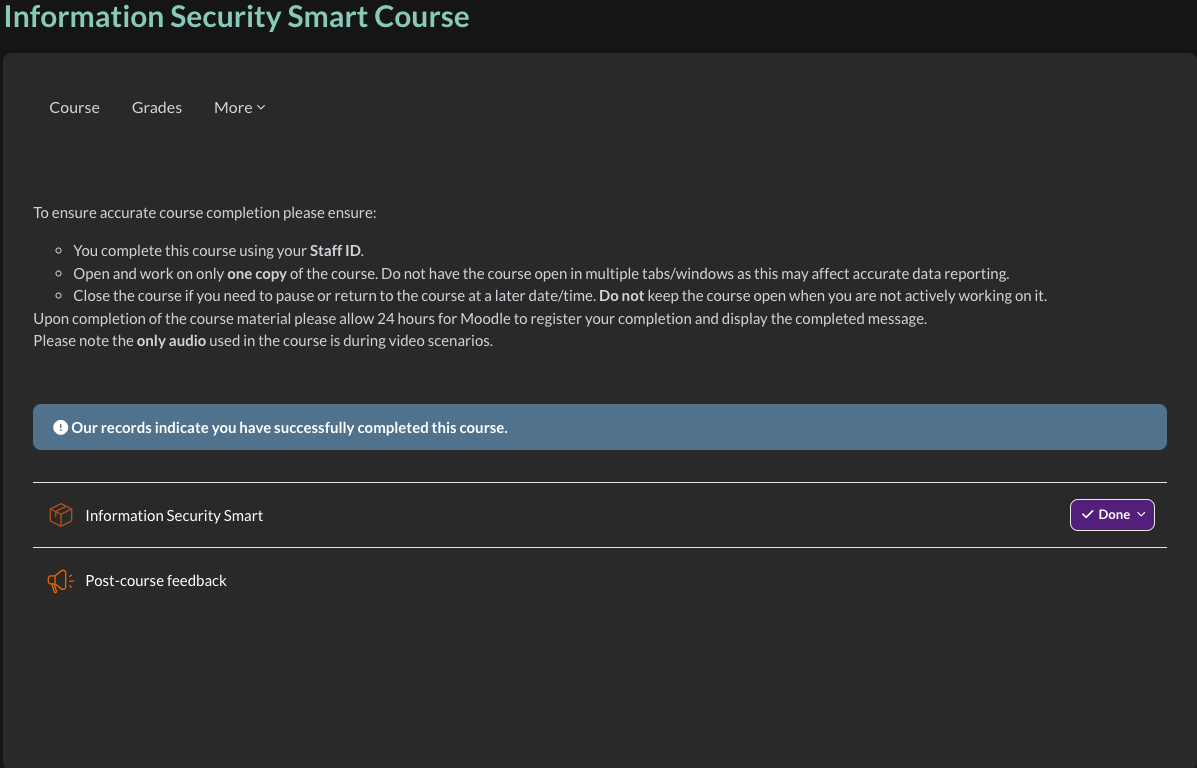 Information Security Smart Course
Course Grades More
To ensure accurate course completion please ensure:
You complete this course using your Staff ID.
Open and work on only one copy of the course. Do not have the course open in multiple tabs/windows as this may affect accurate data reporting.
Close the course if you need to pause or return to the course at a later date/time. Do not keep the course open when you are not actively working on it.
Upon completion of the course material please allow 24 hours for Moodle to register your completion and display the completed message.
Please note the only audio used in the course is during video scenarios.
Our records indicate you have successfully completed this course.
Information Security Smart Done
Post-course feedback